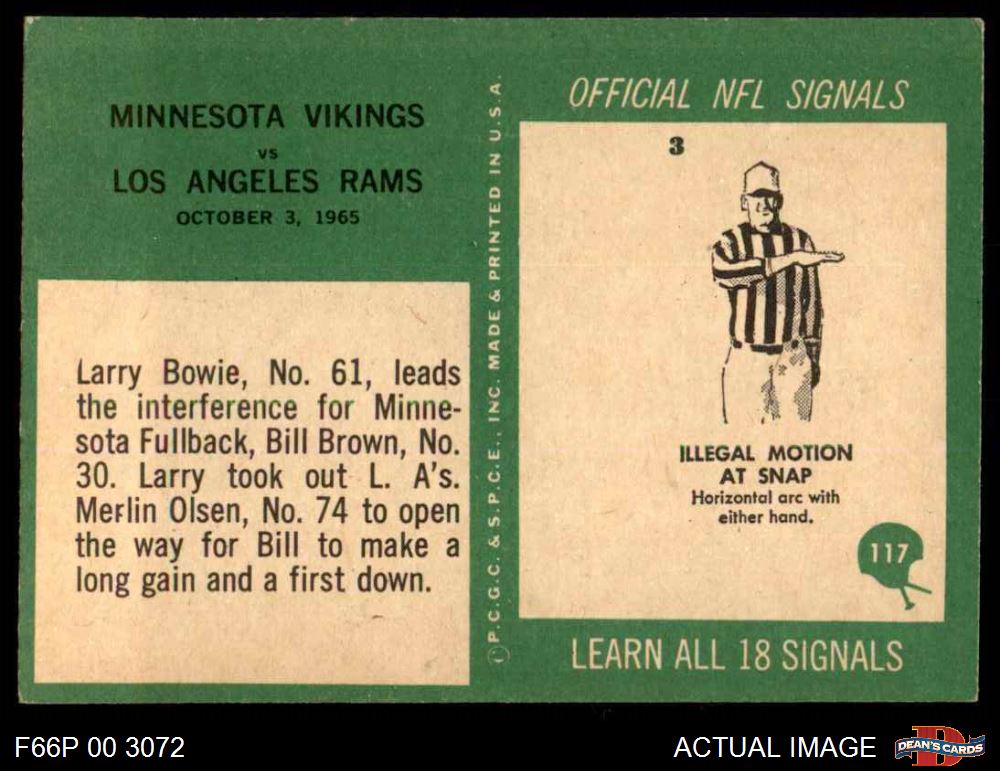 MINNESOTA VIKINGS
VS
LOS ANGELES RAMS
OCTOBER 3, 1965
Larry Bowie, No. 61, leads
the interference for Minne-
sota Fullback, Bill Brown, No.
30. Larry took out L. A's.
Merlin Olsen, No. 74 to open
the way for Bill to make a
long gain and a first down.
Ⓒ P.C.G.C. & S.P.C.E., INC. MADE & PRINTED IN U.S.A.
OFFICIAL NFL SIGNALS
3
ILLEGAL MOTION
AT SNAP
Horizontal arc with
either hand.
117
LEARN ALL 18 SIGNALS
F66P 00 3072
ACTUAL IMAGE
D
DEAN'S CARDS